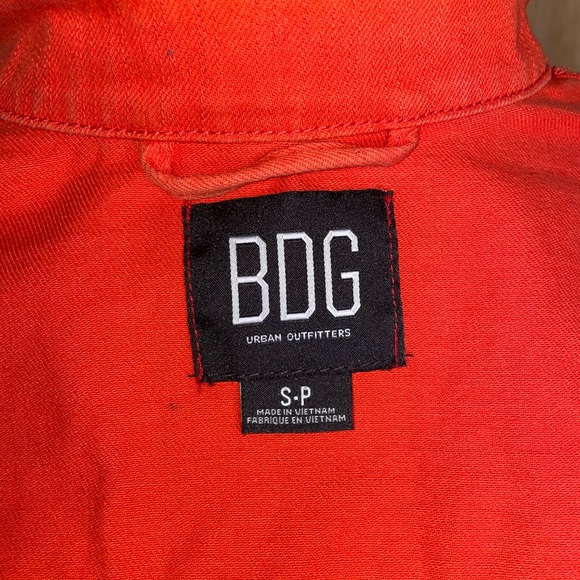 BDG
URBAN OUTFITTERS
S•P
MADE IN VIETNAM
FABRIQUE EN VIETNAM